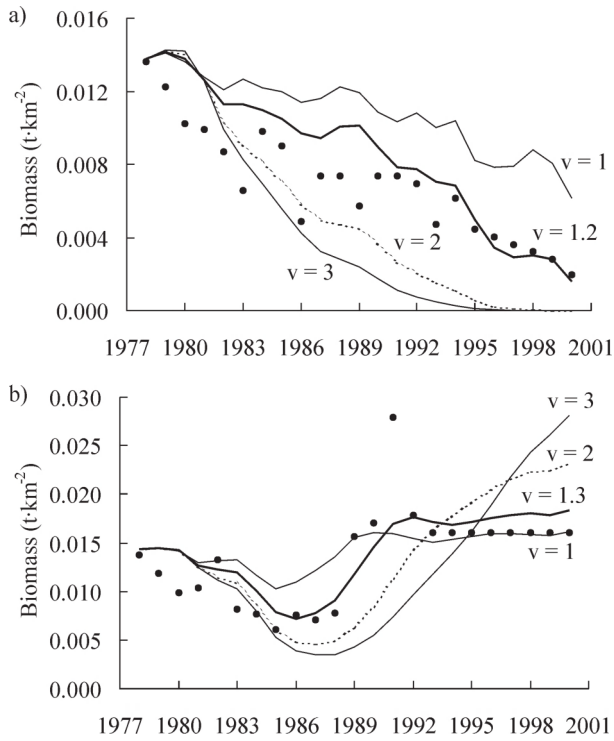 a)
0.016
0.012
0.008
0.004
0.000
Biomass (t·km-2)
v = 1
v = 1.2
v = 2
v = 3
1977 1980 1983 1986 1989 1992 1995 1998 2001
b)
0.030
0.025
0.020
0.015
0.010
0.005
0.000
Biomass (t·km-2)
v = 3
v = 2
v = 1.3
v = 1
1977 1980 1983 1986 1989 1992 1995 1998 2001